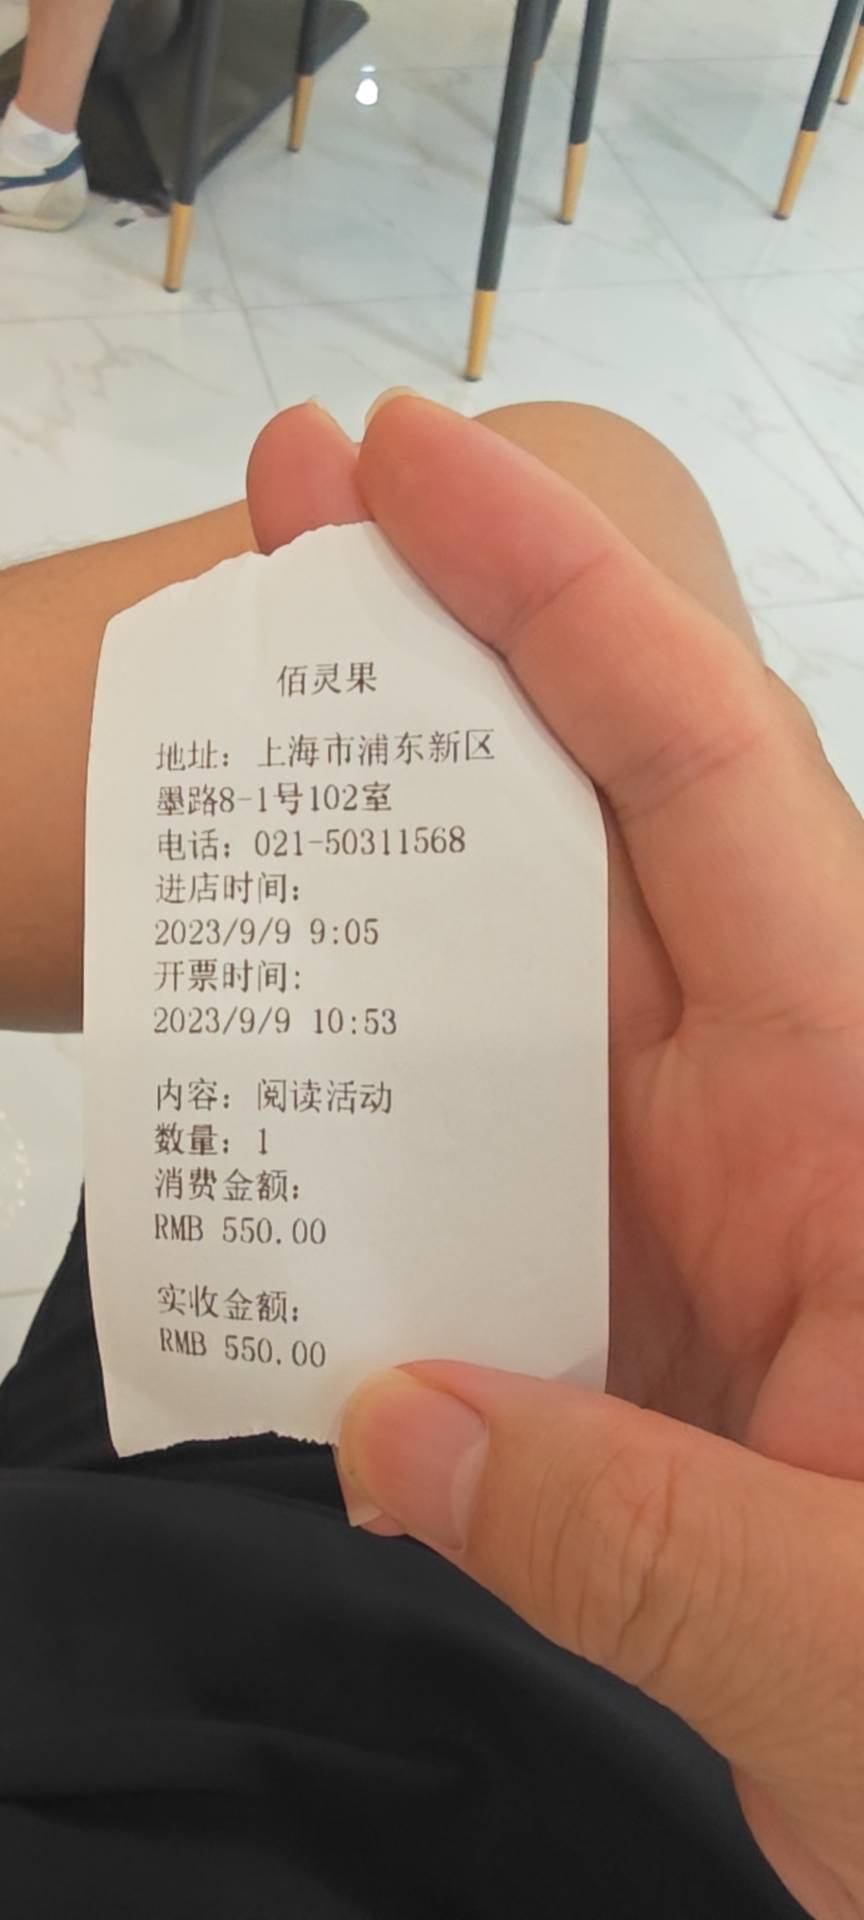 佰灵果
地址：上海市浦东新区
墨路8-1号102室
电话：021-50311568
进店时间：
2023/9/9 9:05
开票时间：
2023/9/9 10:53
内容：阅读活动
数量：1
消费金额：
RMB 550.00
实收金额：
RMB 550.00